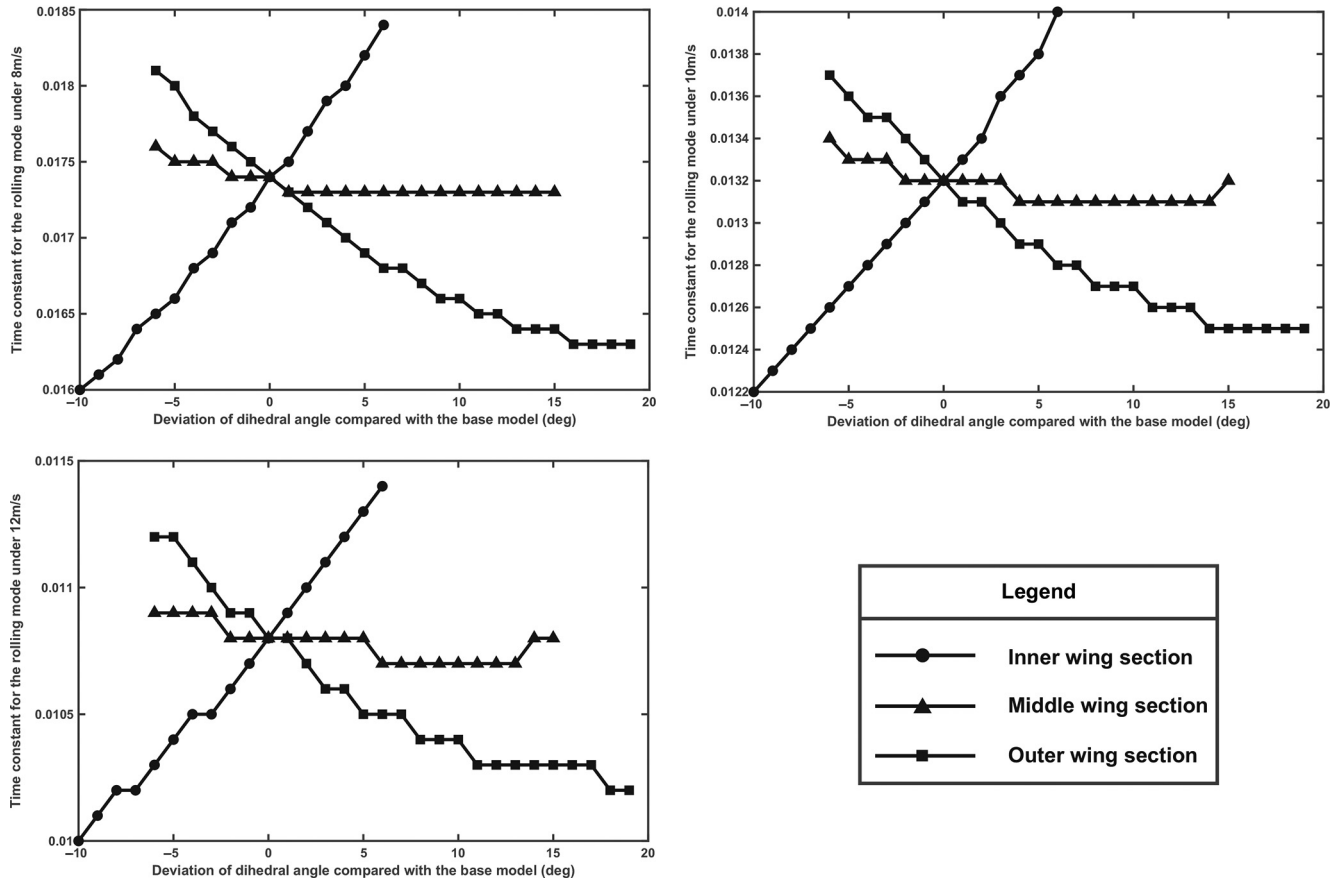 Time constant for the rolling mode under 8m/s
0.0185
0.018
0.0175
0.017
0.0165
0.016
–10 –5 0 5 10 15 20
Deviation of dihedral angle compared with the base model (deg)
Time constant for the rolling mode under 10m/s
0.014
0.0138
0.0136
0.0134
0.0132
0.013
0.0128
0.0126
0.0124
0.0122
–10 –5 0 5 10 15 20
Deviation of dihedral angle compared with the base model (deg)
Time constant for the rolling mode under 12m/s
0.0115
0.011
0.0105
0.01
–10 –5 0 5 10 15 20
Deviation of dihedral angle compared with the base model (deg)
Legend
Inner wing section
Middle wing section
Outer wing section